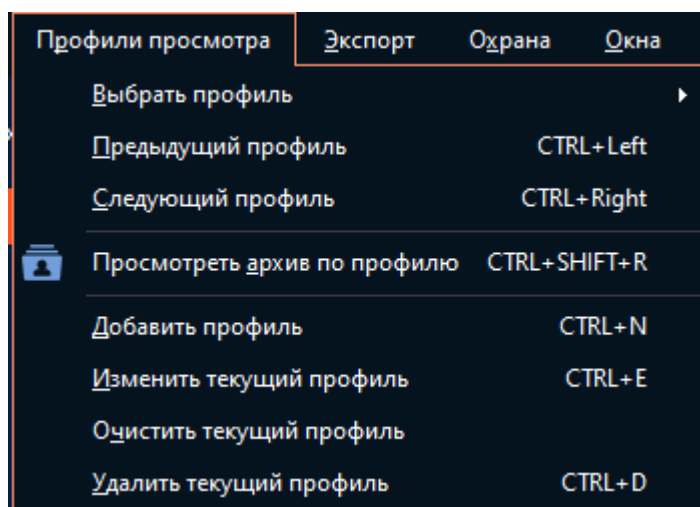 Профили просмотра Экспорт Охрана Окна
Выбрать профиль
Предыдущий профиль CTRL+Left
Следующий профиль CTRL+Right
Просмотреть архив по профилю CTRL+SHIFT+R
Добавить профиль CTRL+N
Изменить текущий профиль CTRL+E
Очистить текущий профиль
Удалить текущий профиль CTRL+D